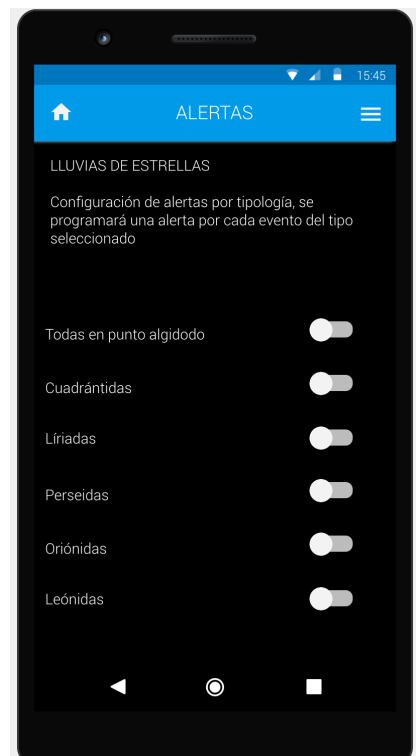 15:45
ALERTAS
LLUVIAS DE ESTRELLAS
Configuración de alertas por tipología, se
programará una alerta por cada evento del tipo
seleccionado
Todas en punto algidodo
Cuadrántidas
Líriadas
Perseidas
Oriónidas
Leónidas